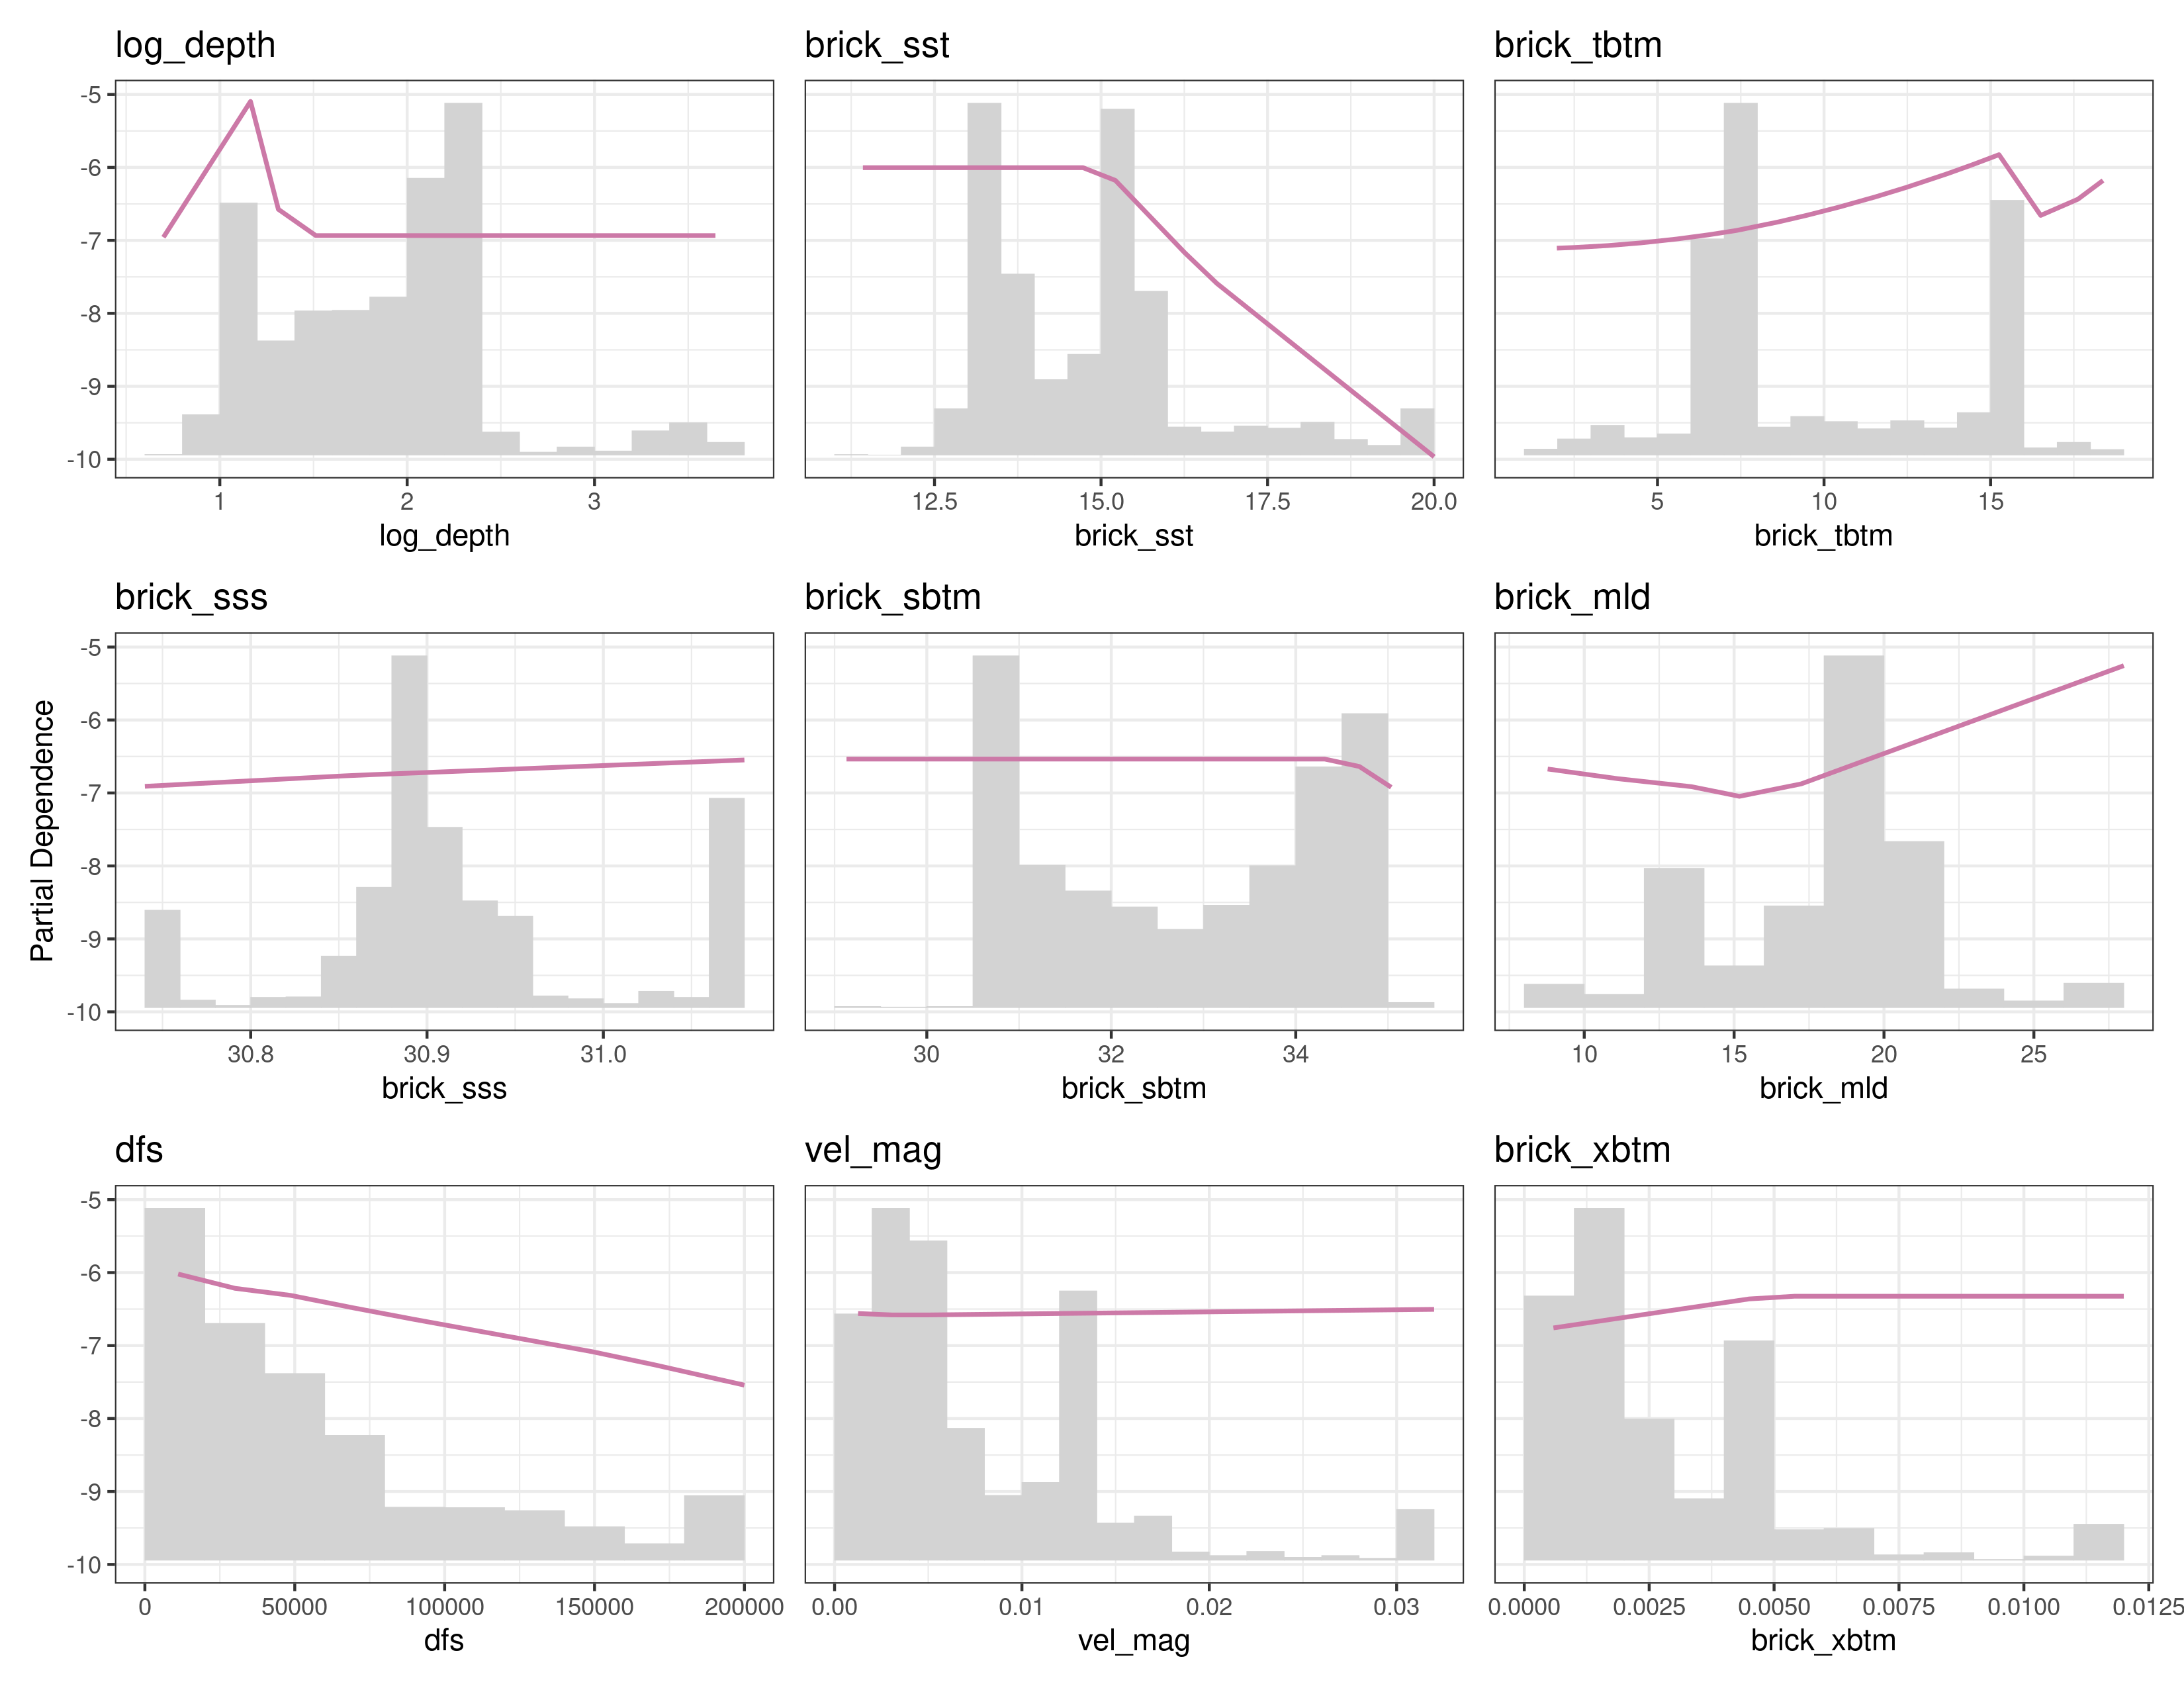 log_depth brick_sst brick_tbtm
-5
-6
-7
-8
-9
-10
1 2 3 12.5 15.0 17.5 20.0 5 10 15
log_depth brick_sst brick_tbtm
brick_sss brick_sbtm brick_mld
Partial Dependence
-5
-6
-7
-8
-9
-10
30.8 30.9 31.0 30 32 34 10 15 20 25
brick_sss brick_sbtm brick_mld
dfs vel_mag brick_xbtm
-5
-6
-7
-8
-9
-10
0 50000 100000 150000 200000 0.00 0.01 0.02 0.03 0.0000 0.0025 0.0050 0.0075 0.0100 0.0125
dfs vel_mag brick_xbtm